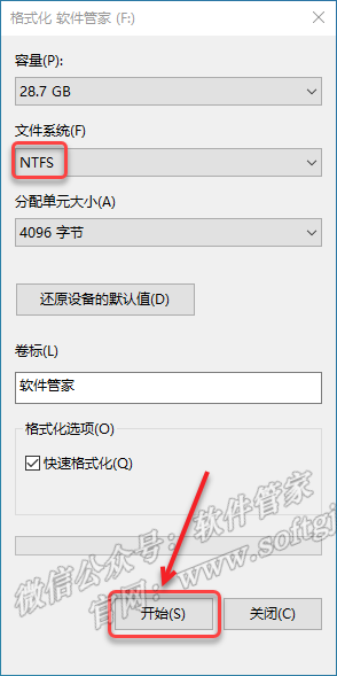 格式化 软件管家 (F:)
容量(P):
28.7 GB
文件系统(F)
NTFS
分配单元大小(A)
4096 字节
还原设备的默认值(D)
卷标(L)
软件管家
格式化选项(O)
快速格式化(Q)
微信公众号：软件管家
官网：www.softgj
开始(S)
关闭(C)